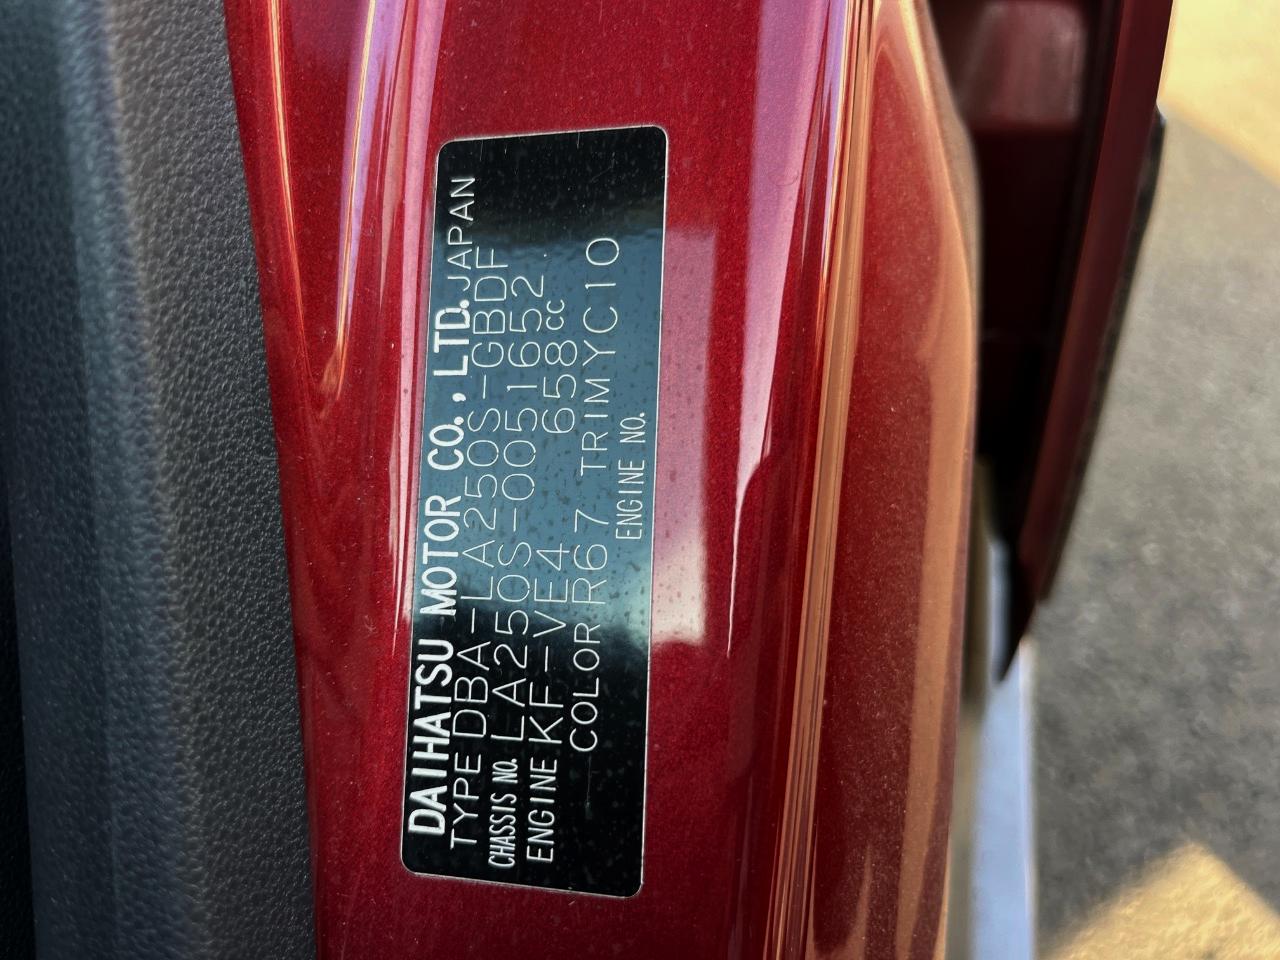 DAIHATSU MOTOR CO., LTD. JAPAN
TYPE DBA-LA250S-GBDF
CHASSIS NO. LA250S-0051652
ENGINE KF-VE4 658cc
COLOR R67 TRIM YC10
ENGINE NO.